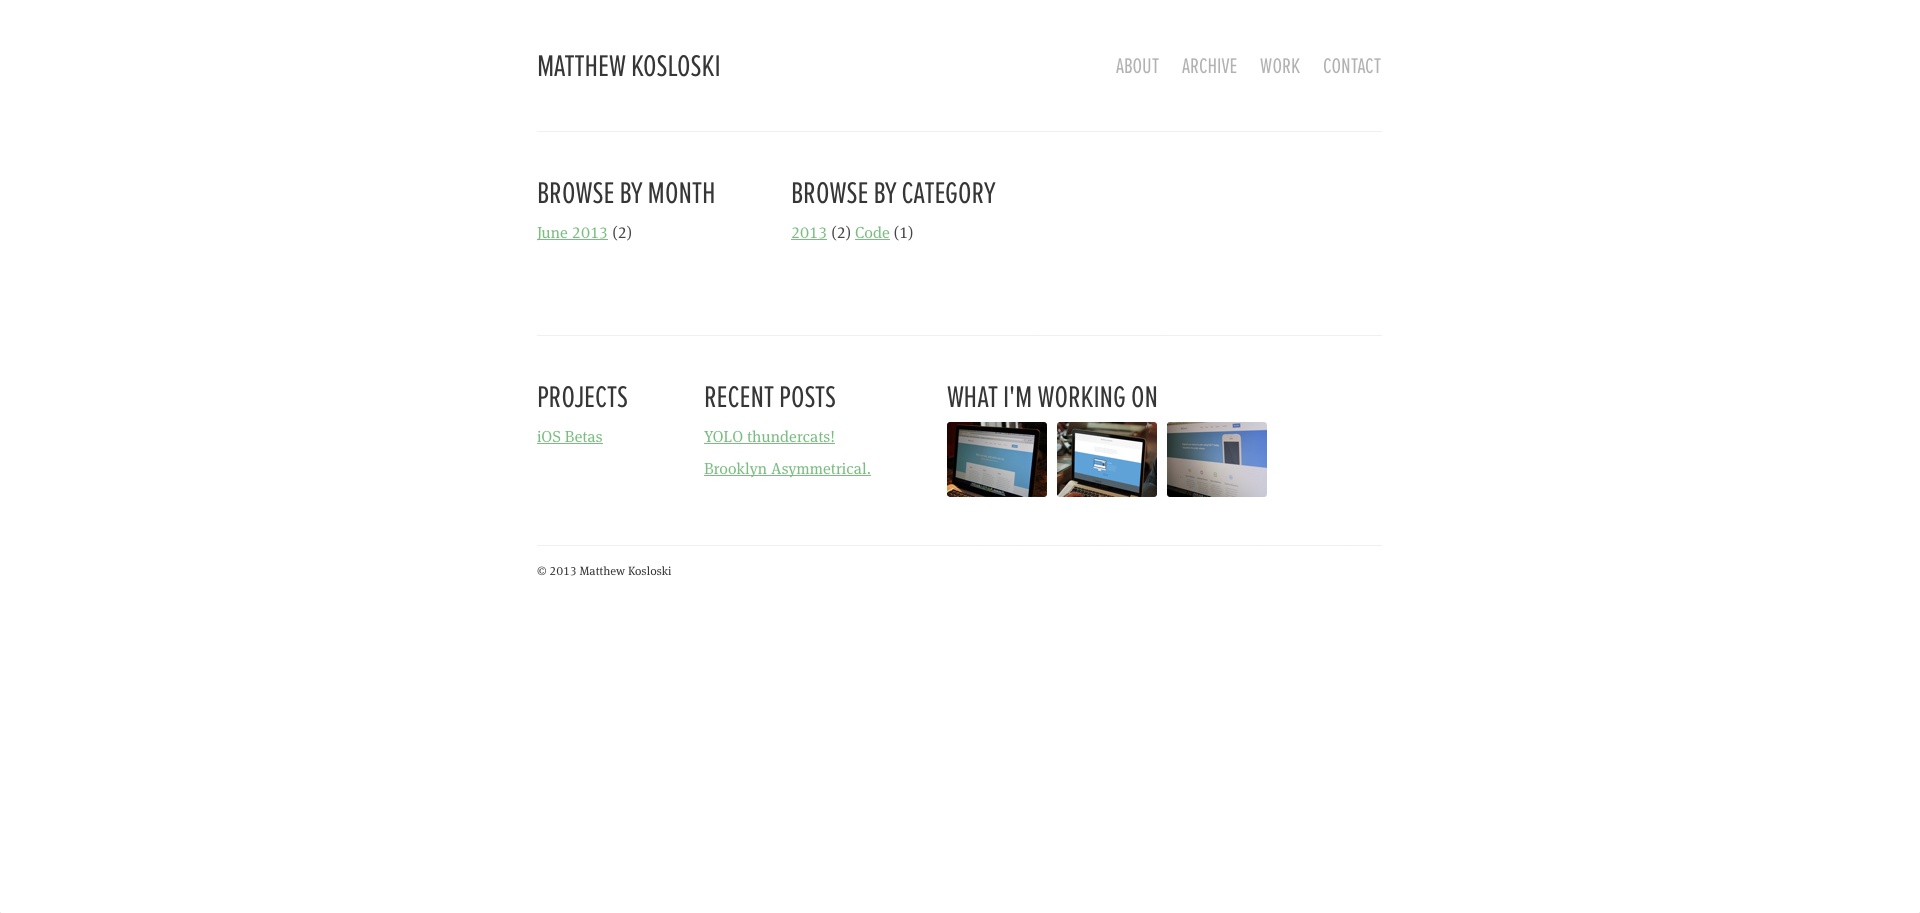 MATTHEW KOSLOSKI
ABOUT ARCHIVE WORK CONTACT
BROWSE BY MONTH
June 2013 (2)
BROWSE BY CATEGORY
2013 (2) Code (1)
PROJECTS
iOS Betas
RECENT POSTS
YOLO thundercats!
Brooklyn Asymmetrical.
WHAT I'M WORKING ON
© 2013 Matthew Kosloski